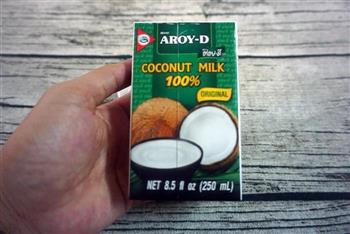 AROY-D
COCONUT MILK
100%
ORIGINAL
NET 8.5 fl oz (250 mL)